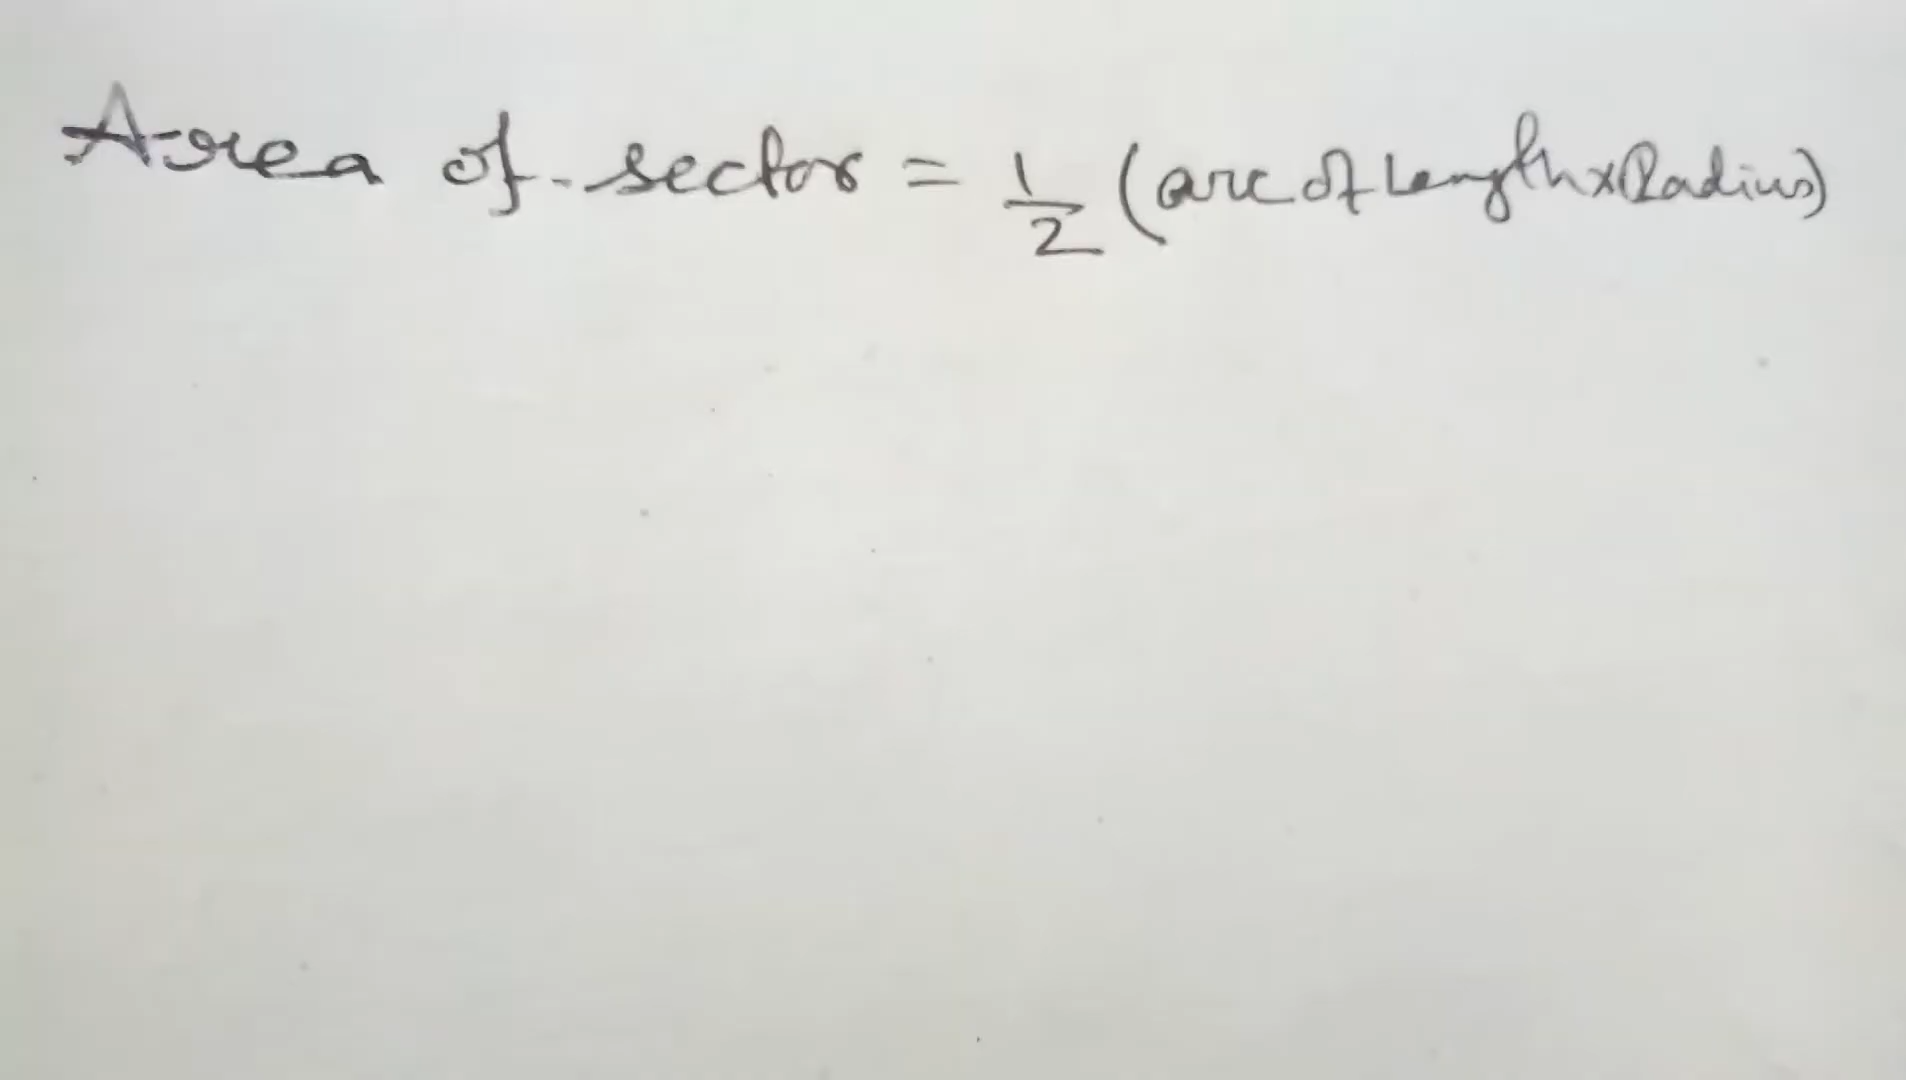 Area of sector = 1/2 (arc of Length x Radius)